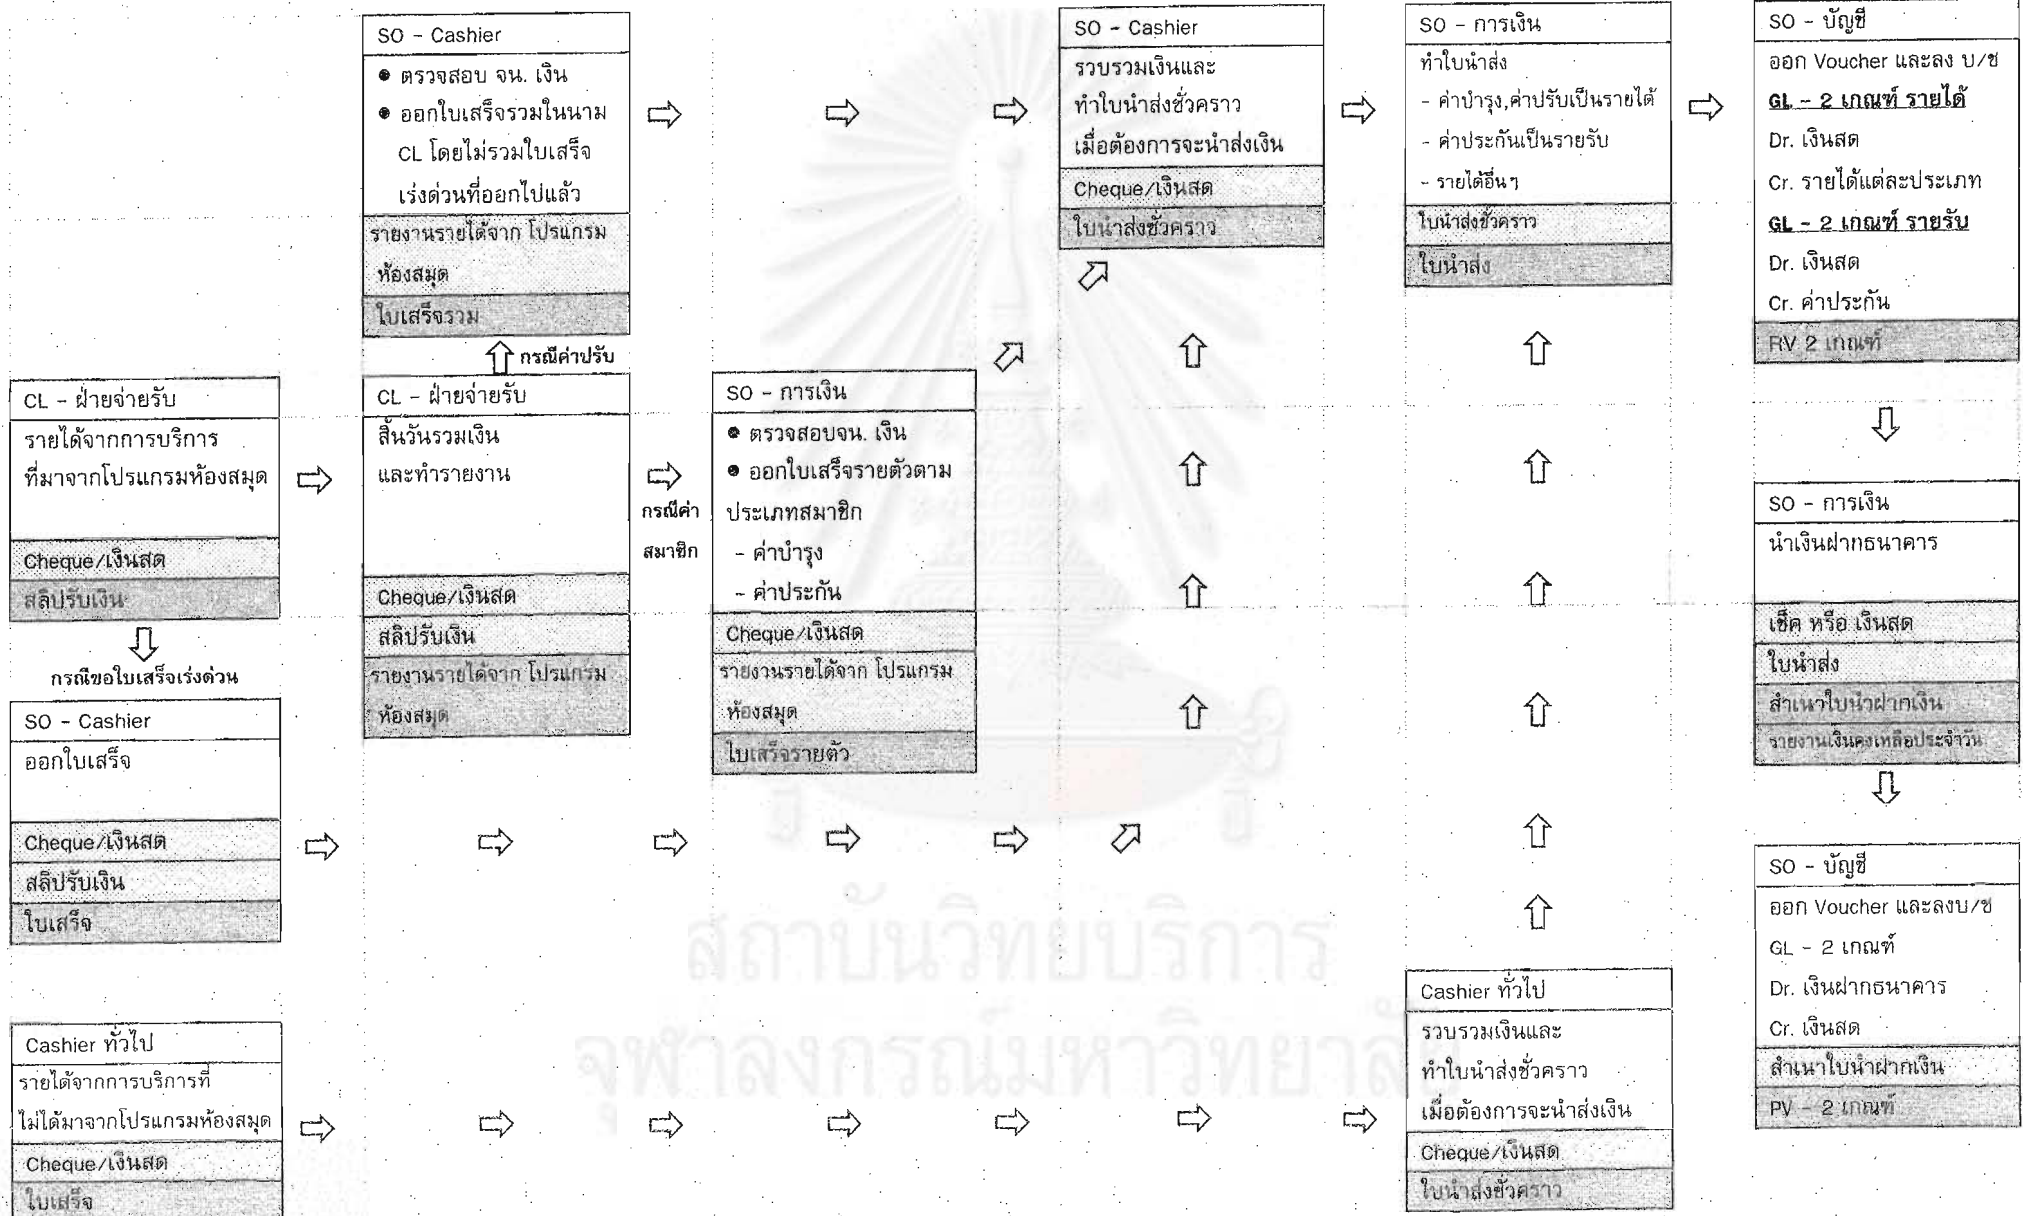 SO - Cashier
● ตรวจสอบ จน. เงิน
● ออกใบเสร็จรวมในนาม
CL โดยไม่รวมใบเสร็จ
เร่งด่วนที่ออกไปแล้ว
รายงานรายได้จาก โปรแกรม
ห้องสมุด
ใบเสร็จรวม
SO - Cashier
รวบรวมเงินและ
ทำใบนำส่งชั่วคราว
เมื่อต้องการจะนำส่งเงิน
Cheque/เงินสด
ใบนำส่งชั่วคราว
SO - การเงิน
ทำใบนำส่ง
- ค่าบำรุง,ค่าปรับเป็นรายได้
- ค่าประกันเป็นรายรับ
- รายได้อื่นๆ
ใบนำส่งชั่วคราว
ใบนำส่ง
SO - บัญชี
ออก Voucher และลง บ/ช
GL - 2 เกณฑ์ รายได้
Dr. เงินสด
Cr. รายได้แต่ละประเภท
GL - 2 เกณฑ์ รายรับ
Dr. เงินสด
Cr. ค่าประกัน
RV 2 เกณฑ์
กรณีค่าปรับ
CL - ฝ่ายจ่ายรับ
รายได้จากการบริการ
ที่มาจากโปรแกรมห้องสมุด
Cheque/เงินสด
สลิปรับเงิน
กรณีขอใบเสร็จเร่งด่วน
CL - ฝ่ายจ่ายรับ
สิ้นวันรวมเงิน
และทำรายงาน
Cheque/เงินสด
สลิปรับเงิน
รายงานรายได้จาก โปรแกรม
ห้องสมุด
กรณีค่า
สมาชิก
SO - การเงิน
● ตรวจสอบจน. เงิน
● ออกใบเสร็จรายตัวตาม
ประเภทสมาชิก
- ค่าบำรุง
- ค่าประกัน
Cheque/เงินสด
รายงานรายได้จาก โปรแกรม
ห้องสมุด
ใบเสร็จรายตัว
SO - การเงิน
นำเงินฝากธนาคาร
เช็ค หรือ เงินสด
ใบนำส่ง
สำเนาใบนำฝากเงิน
รายงานเงินคงเหลือประจำวัน
SO - Cashier
ออกใบเสร็จ
Cheque/เงินสด
สลิปรับเงิน
ใบเสร็จ
SO - บัญชี
ออก Voucher และลงบ/ช
GL - 2 เกณฑ์
Dr. เงินฝากธนาคาร
Cr. เงินสด
สำเนาใบนำฝากเงิน
PV - 2 เกณฑ์
Cashier ทั่วไป
รายได้จากการบริการที่
ไม่ได้มาจากโปรแกรมห้องสมุด
Cheque/เงินสด
ใบเสร็จ
Cashier ทั่วไป
รวบรวมเงินและ
ทำใบนำส่งชั่วคราว
เมื่อต้องการจะนำส่งเงิน
Cheque/เงินสด
ใบนำส่งชั่วคราว
สถาบันวิทยบริการ
จุฬาลงกรณ์มหาวิทยาลัย